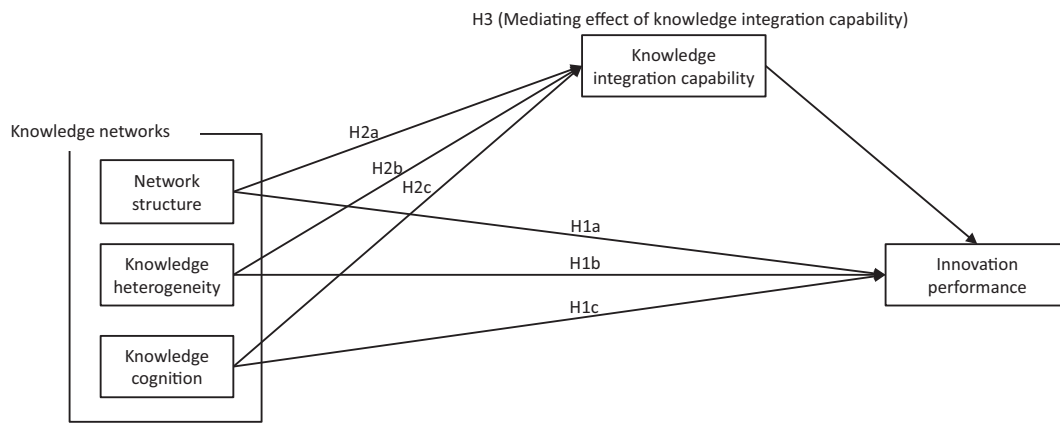 H3 (Mediating effect of knowledge integration capability)
Knowledge
integration capability
Knowledge networks
H2a
H2b
H2c
Network
structure
H1a
Knowledge
heterogeneity
H1b
Innovation
performance
H1c
Knowledge
cognition